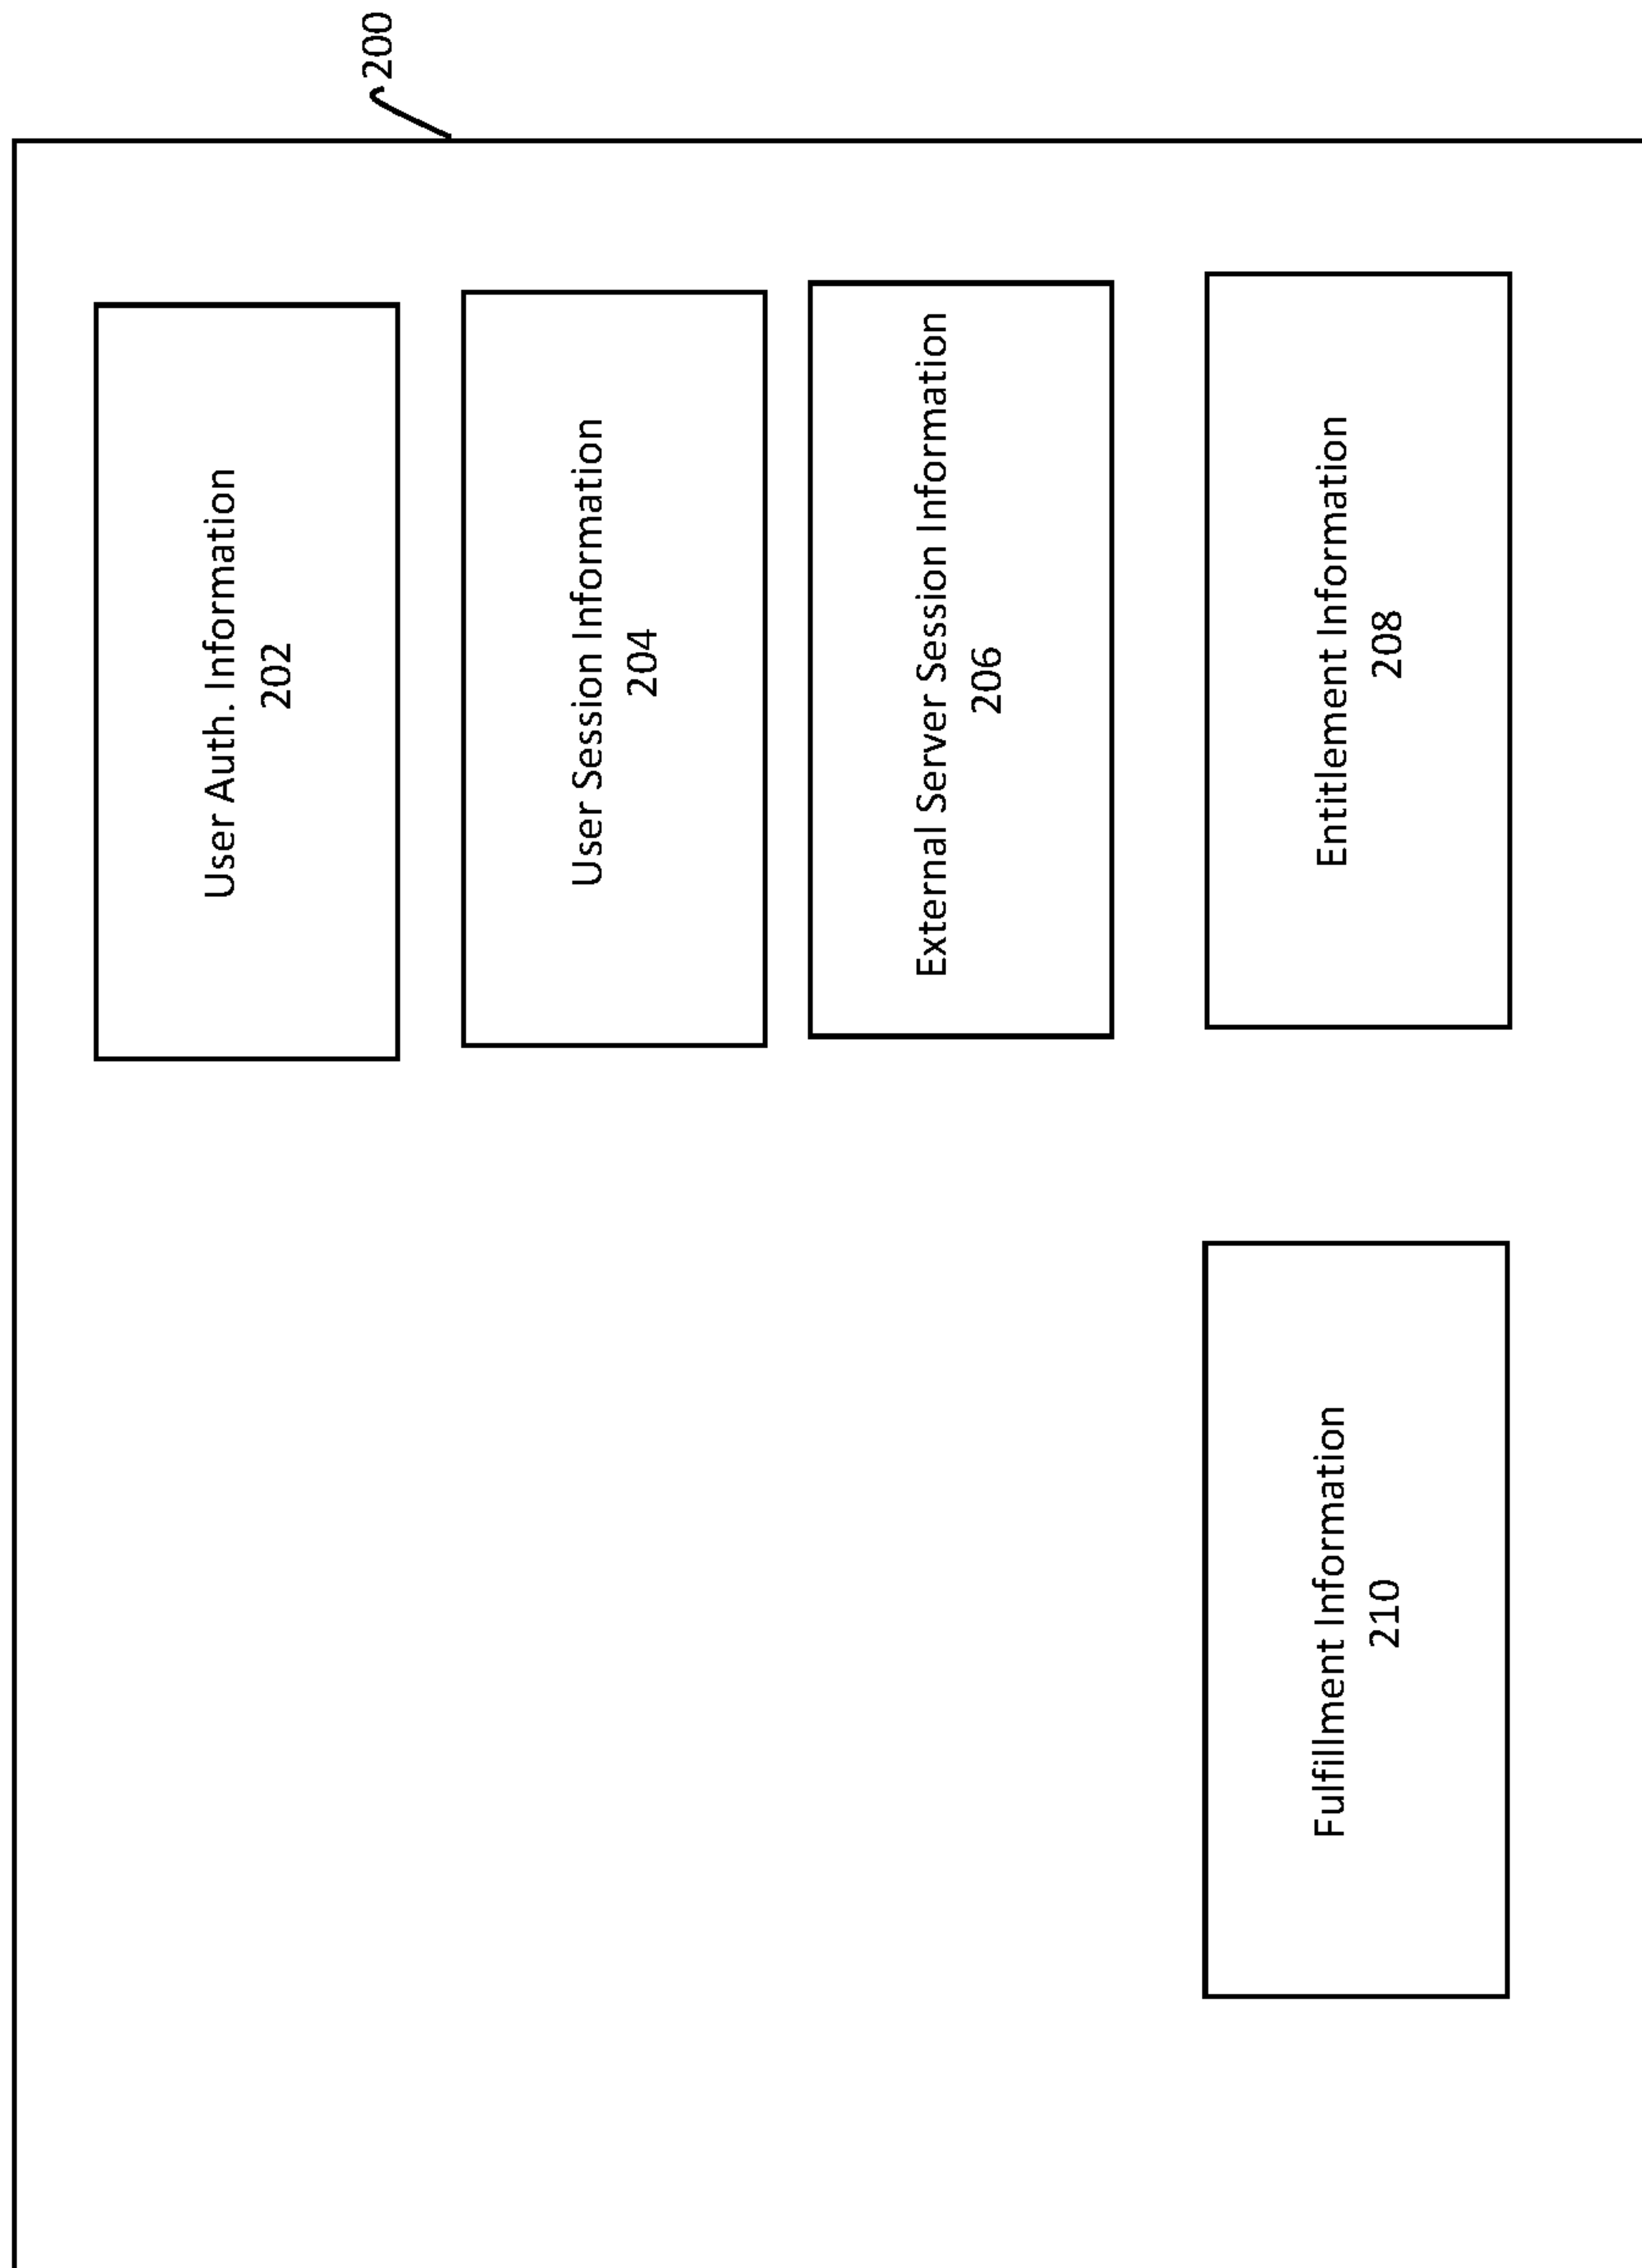 200
User Auth. Information
202
User Session Information
204
External Server Session Information
206
Entitlement Information
208
Fulfillment Information
210